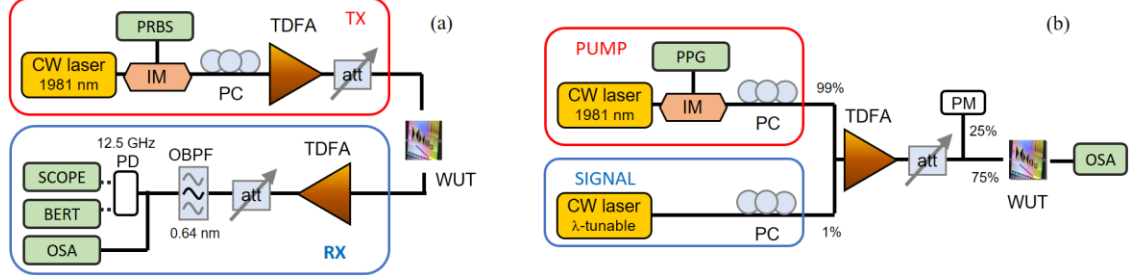 (a)
TX
PRBS
TDFA
CW laser
1981 nm
IM
PC
att
WUT
12.5 GHz
PD
OBPF
TDFA
SCOPE
BERT
OSA
att
0.64 nm
RX
(b)
PUMP
PPG
CW laser
1981 nm
IM
PC
99%
TDFA
PM
25%
att
75%
WUT
OSA
SIGNAL
CW laser
λ-tunable
PC
1%